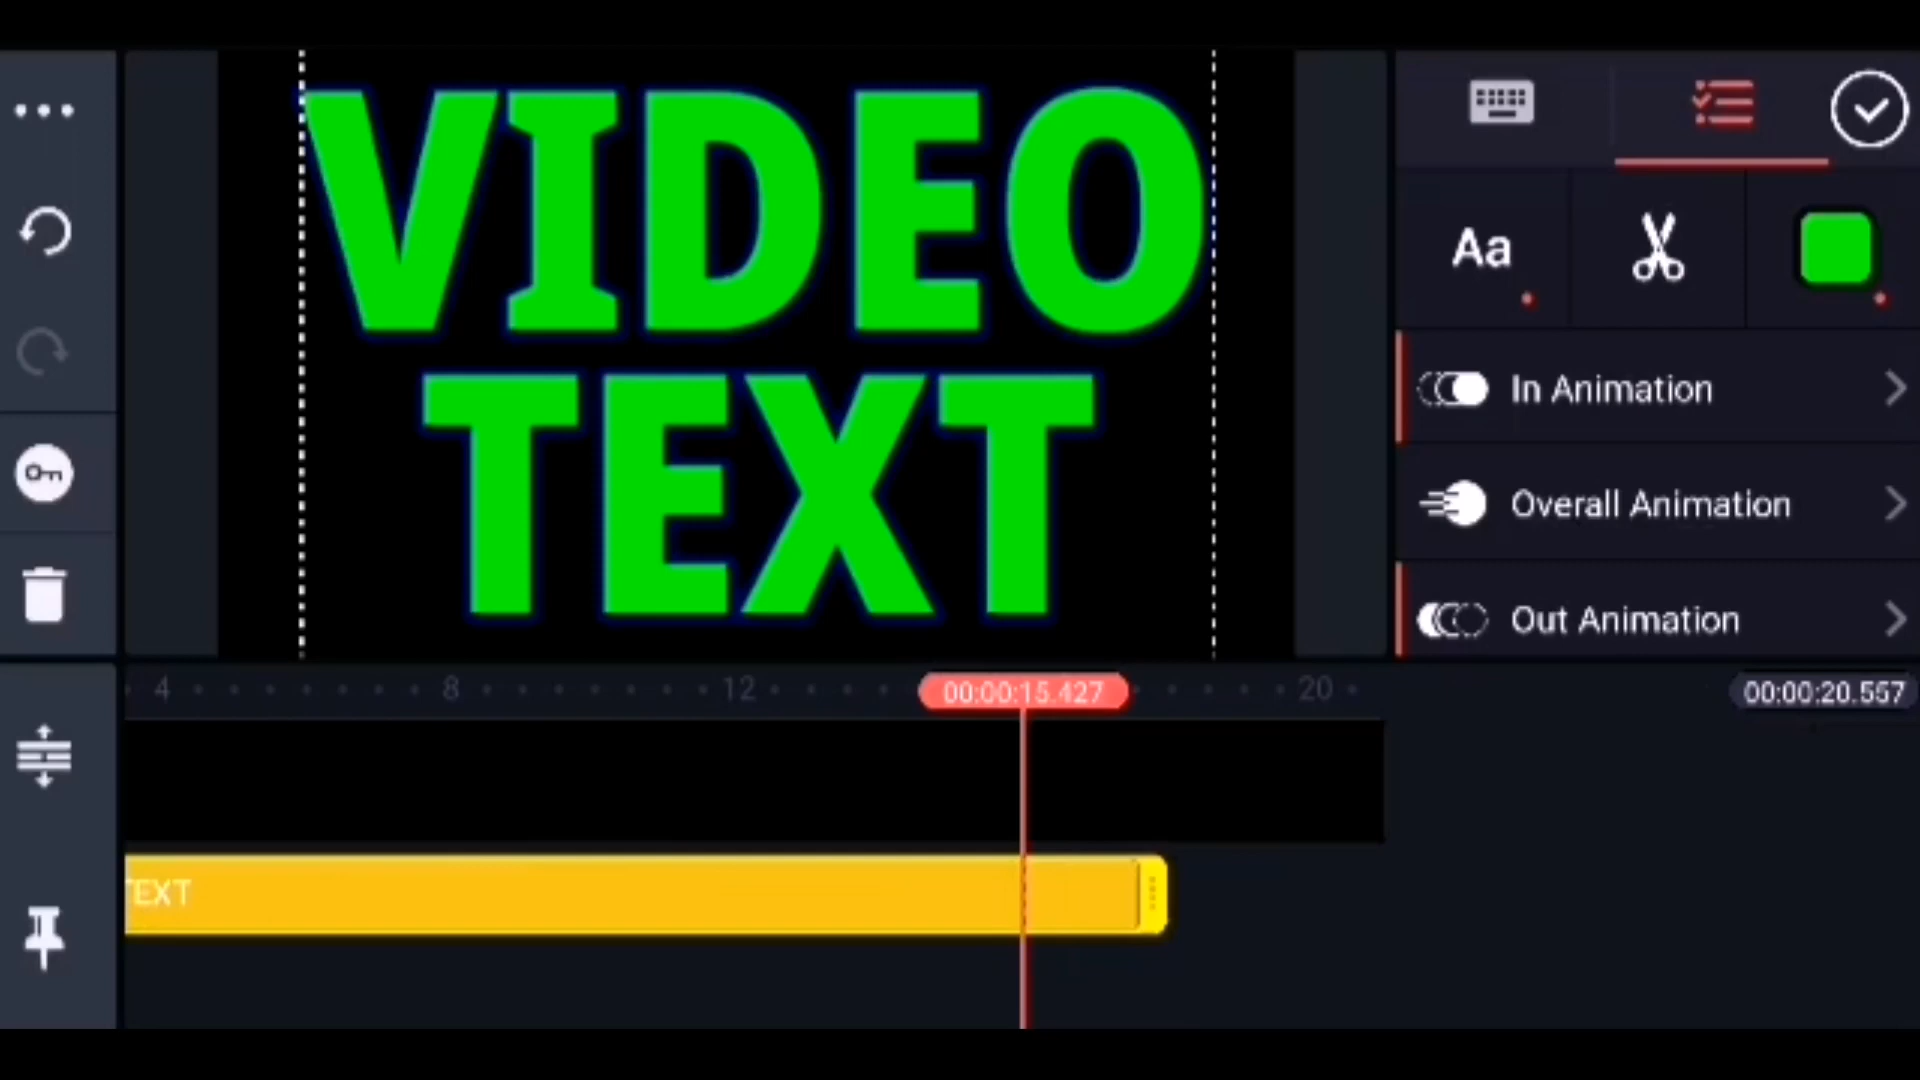 VIDEO
TEXT
Aa
In Animation
Overall Animation
Out Animation
4 8 12 00:00:15.427 20 00:00:20.557
TEXT